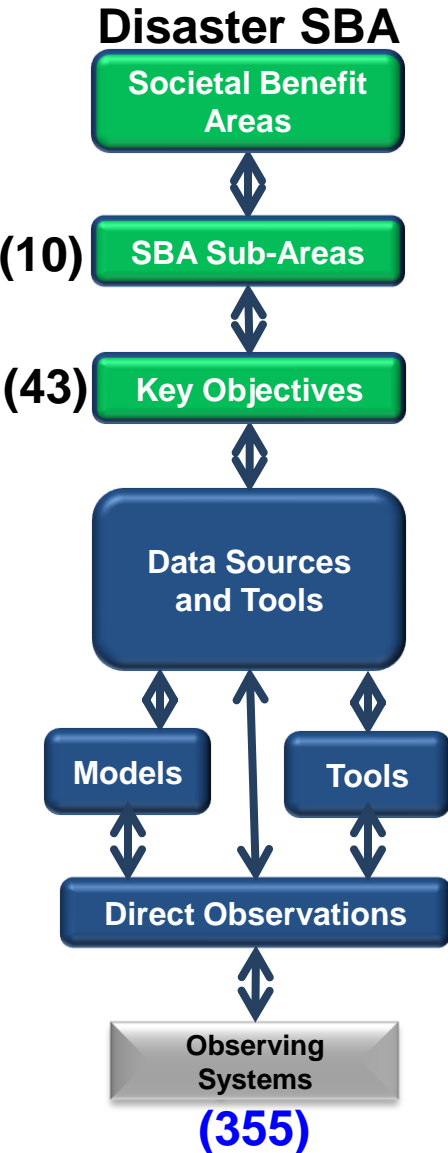 Disaster SBA
Societal Benefit
Areas
(10)
SBA Sub-Areas
(43)
Key Objectives
Data Sources
and Tools
Models
Tools
Direct Observations
Observing
Systems
(355)